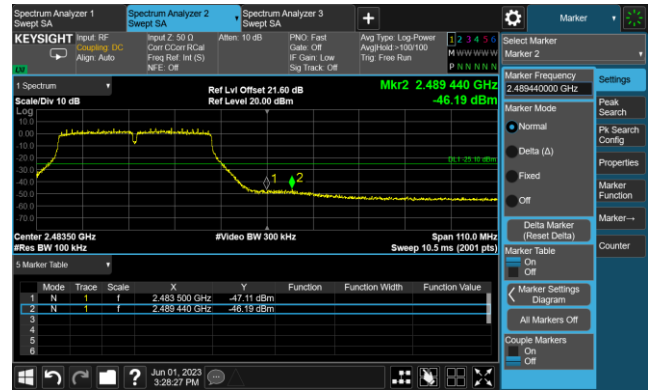 Spectrum Analyzer 1
Swept SA
Spectrum Analyzer 2
Swept SA
Spectrum Analyzer 3
Swept SA
+
Marker
KEYSIGHT
Input: RF
Coupling: DC
Align: Auto
Input Z: 50 Ω
Corr CCorr RCal
Freq Ref: Int (S)
NFE: Off
Atten: 10 dB
PNO: Fast
Gate: Off
IF Gain: Low
Sig Track: Off
Avg Type: Log-Power
Avg|Hold:>100/100
Trig: Free Run
1 2 3 4 5 6
M W W W W W
P N N N N N
Select Marker
Marker 2
1 Spectrum
Scale/Div 10 dB
Ref Lvl Offset 21.60 dB
Ref Level 20.00 dBm
Mkr2 2.489 440 GHz
-46.19 dBm
Log
10.0
0.00
-10.0
-20.0
-30.0
-40.0
-50.0
-60.0
-70.0
DL1 -25.10 dBm
1
2
Center 2.48350 GHz
#Res BW 100 kHz
#Video BW 300 kHz
Span 110.0 MHz
Sweep 10.5 ms (2001 pts)
5 Marker Table
Mode Trace Scale X Y Function Function Width Function Value
1 N 1 f 2.483 500 GHz -47.11 dBm
2 N 1 f 2.489 440 GHz -46.19 dBm
3
4
5
6
Jun 01, 2023
3:28:27 PM
Marker Frequency
2.489440000 GHz
Marker Mode
Normal
Delta (Δ)
Fixed
Off
Delta Marker
(Reset Delta)
Marker Table
On
Off
Marker Settings
Diagram
All Markers Off
Couple Markers
On
Off
Settings
Peak
Search
Pk Search
Config
Properties
Marker
Function
Marker→
Counter